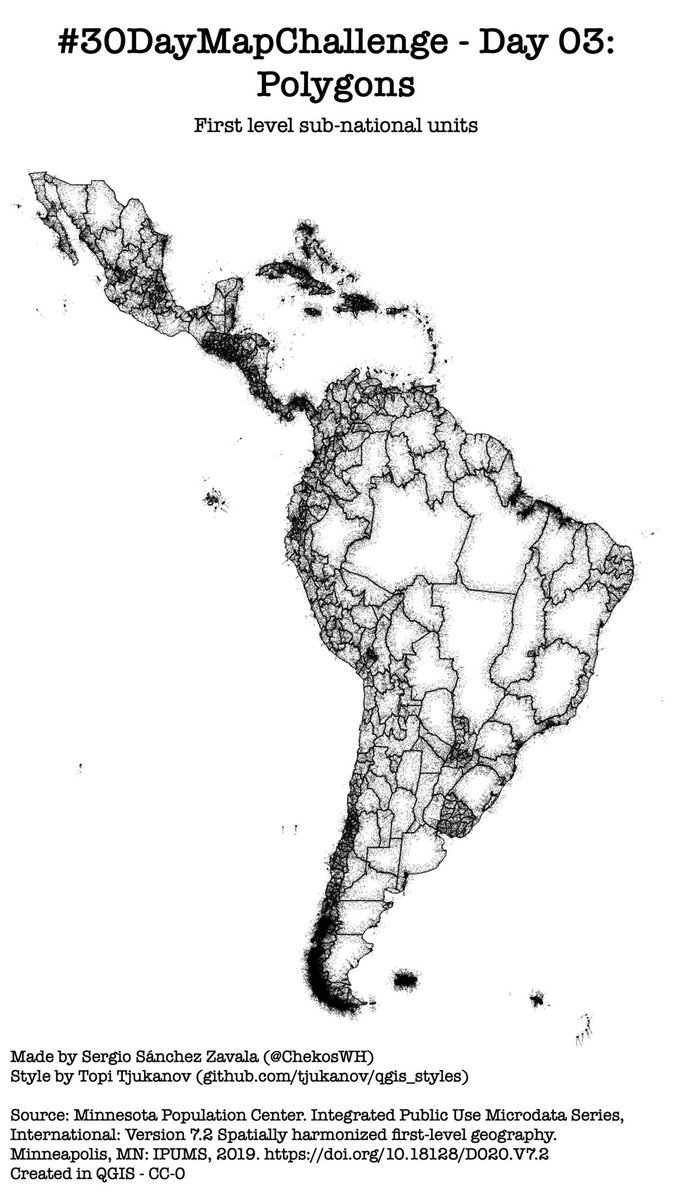 #30DayMapChallenge - Day 03:
Polygons
First level sub-national units
Made by Sergio Sánchez Zavala (@ChekosWH)
Style by Topi Tjukanov (github.com/tjukanov/qgis_styles)
Source: Minnesota Population Center. Integrated Public Use Microdata Series,
International: Version 7.2 Spatially harmonized first-level geography.
Minneapolis, MN: IPUMS, 2019. https://doi.org/10.18128/D020.V7.2
Created in QGIS - CC-0